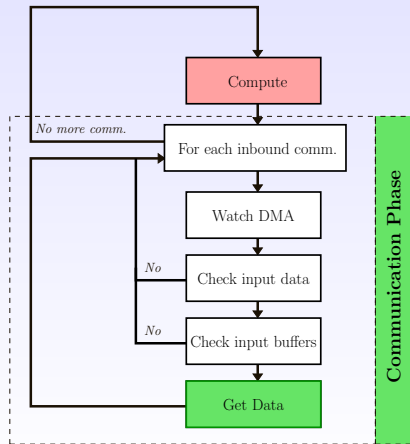 Compute
No more comm.
For each inbound comm.
Watch DMA
No
Check input data
No
Check input buffers
Get Data
Communication Phase